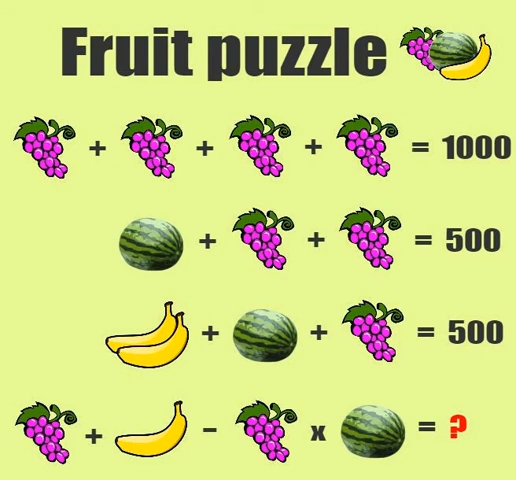 Fruit puzzle
+ + + = 1000
+ + = 500
+ + = 500
+ - x = ?